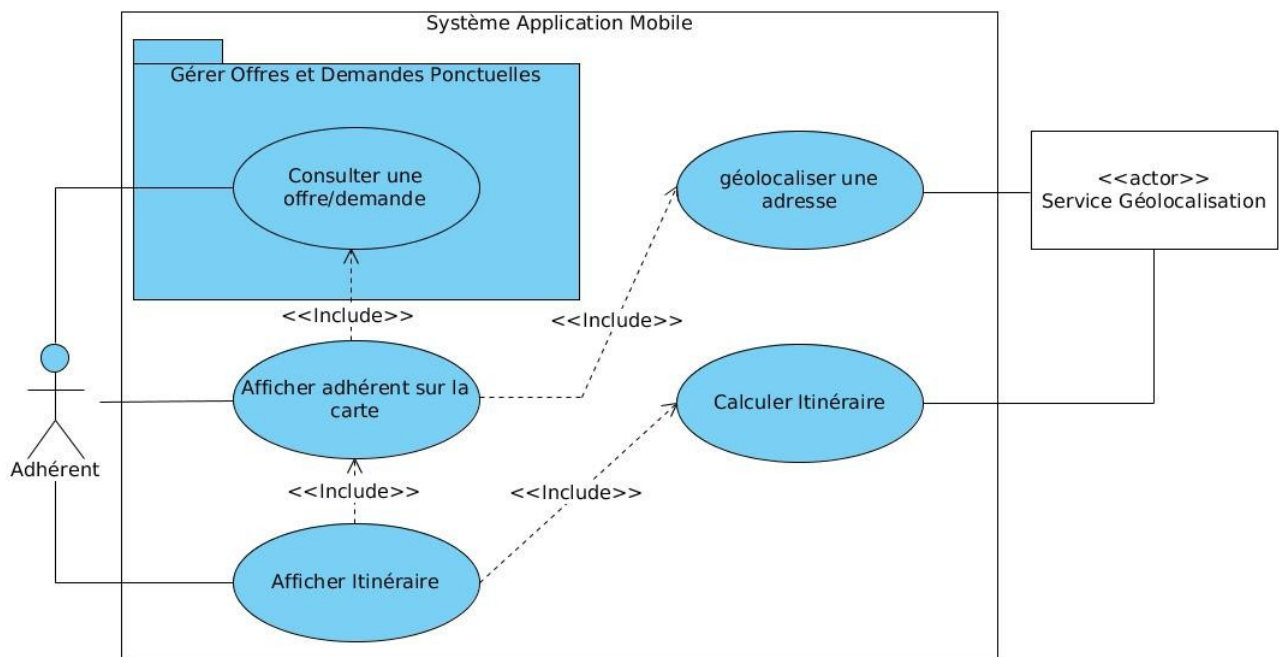 Système Application Mobile
Gérer Offres et Demandes Ponctuelles
Consulter une
offre/demande
géolocaliser une
adresse
<<actor>>
Service Géolocalisation
<<Include>>
<<Include>>
Afficher adhérent sur la
carte
Calculer Itinéraire
Adhérent
<<Include>>
<<Include>>
Afficher Itinéraire